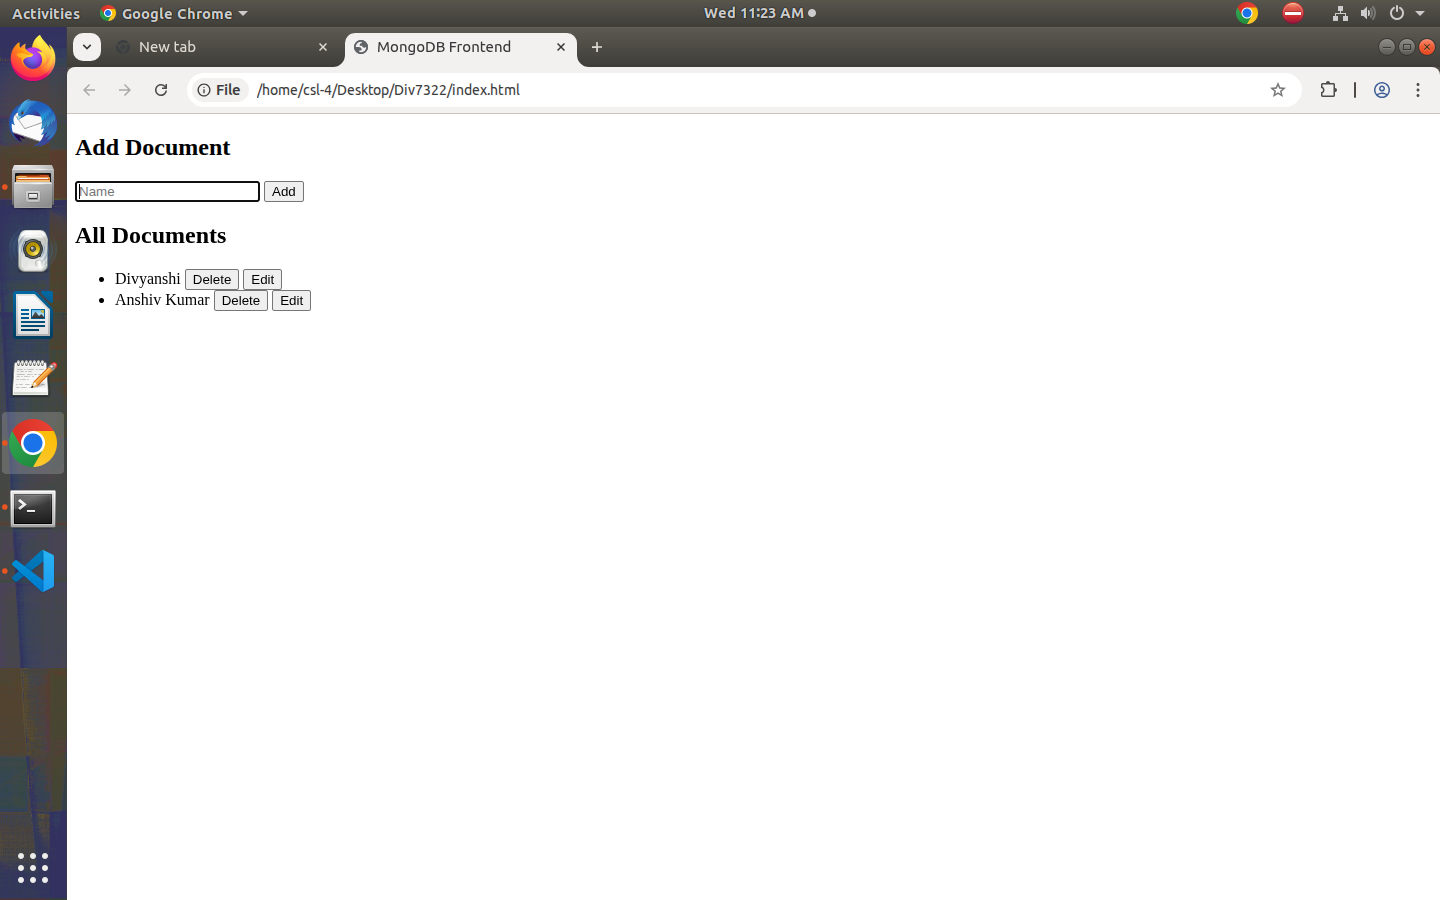 Activities Google Chrome Wed 11:23 AM
New tab MongoDB Frontend
File /home/csl-4/Desktop/Div7322/index.html
Add Document
Name Add
All Documents
Divyanshi Delete Edit
Anshiv Kumar Delete Edit